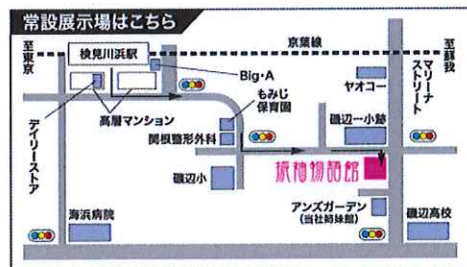 常設展示場はこちら
至東京
検見川浜駅
京葉線
至蘇我
Big・A
高層マンション
デイリーストア
もみじ
保育園
関根整形外科
ヤオコー
マリーナ
ストリート
磯辺一小跡
磯辺小
振袖物語館
アンズガーデン
(当社姉妹館)
海浜病院
磯辺高校